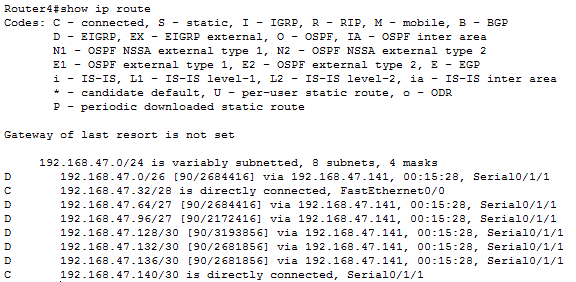 Router4#show ip route
Codes: C - connected, S - static, I - IGRP, R - RIP, M - mobile, B - BGP
       D - EIGRP, EX - EIGRP external, O - OSPF, IA - OSPF inter area
       N1 - OSPF NSSA external type 1, N2 - OSPF NSSA external type 2
       E1 - OSPF external type 1, E2 - OSPF external type 2, E - EGP
       i - IS-IS, L1 - IS-IS level-1, L2 - IS-IS level-2, ia - IS-IS inter area
       * - candidate default, U - per-user static route, o - ODR
       P - periodic downloaded static route
Gateway of last resort is not set
     192.168.47.0/24 is variably subnetted, 8 subnets, 4 masks
D       192.168.47.0/26 [90/2684416] via 192.168.47.141, 00:15:28, Serial0/1/1
C       192.168.47.32/28 is directly connected, FastEthernet0/0
D       192.168.47.64/27 [90/2684416] via 192.168.47.141, 00:15:28, Serial0/1/1
D       192.168.47.96/27 [90/2172416] via 192.168.47.141, 00:15:28, Serial0/1/1
D       192.168.47.128/30 [90/3193856] via 192.168.47.141, 00:15:28, Serial0/1/1
D       192.168.47.132/30 [90/2681856] via 192.168.47.141, 00:15:28, Serial0/1/1
D       192.168.47.136/30 [90/2681856] via 192.168.47.141, 00:15:28, Serial0/1/1
C       192.168.47.140/30 is directly connected, Serial0/1/1